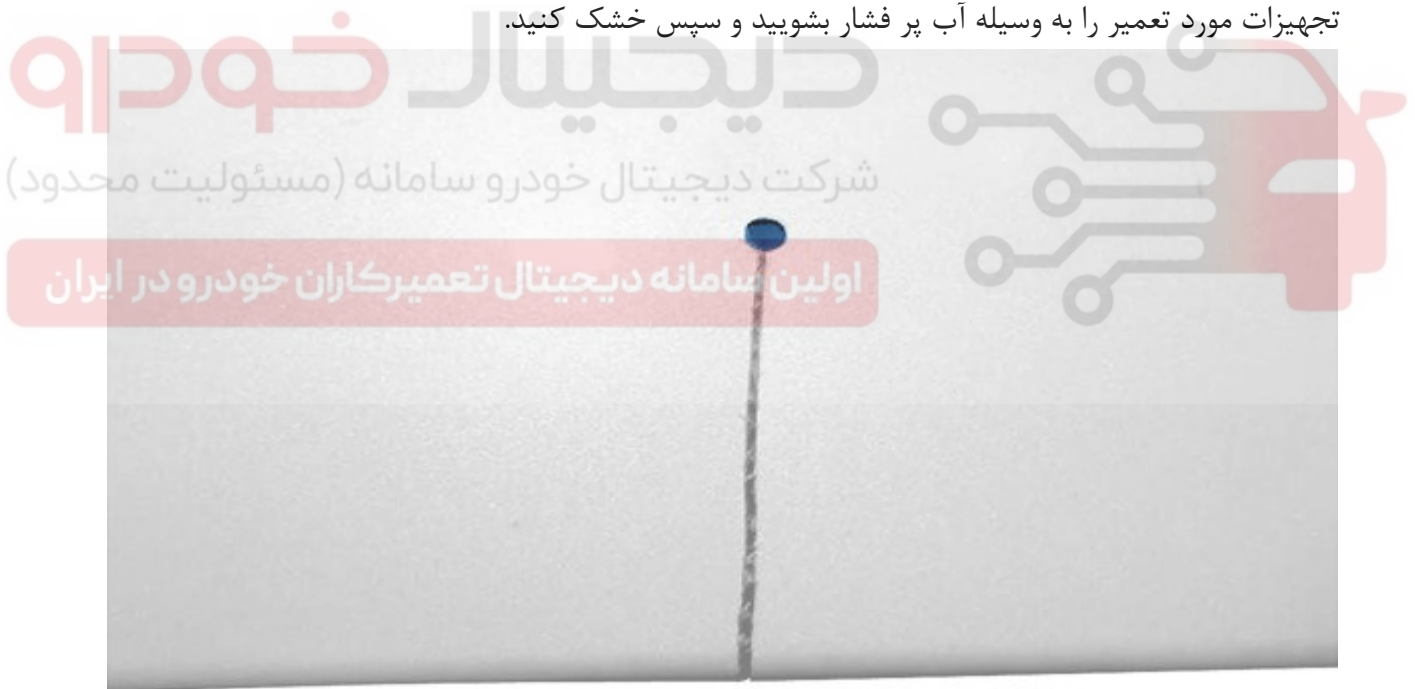 تجهیزات مورد تعمیر را به وسیله آب پر فشار بشویید و سپس خشک کنید.
دیجیتال خودرو
شرکت دیجیتال خودرو سامانه (مسئولیت محدود)
اولین سامانه دیجیتال تعمیرکاران خودرو در ایران